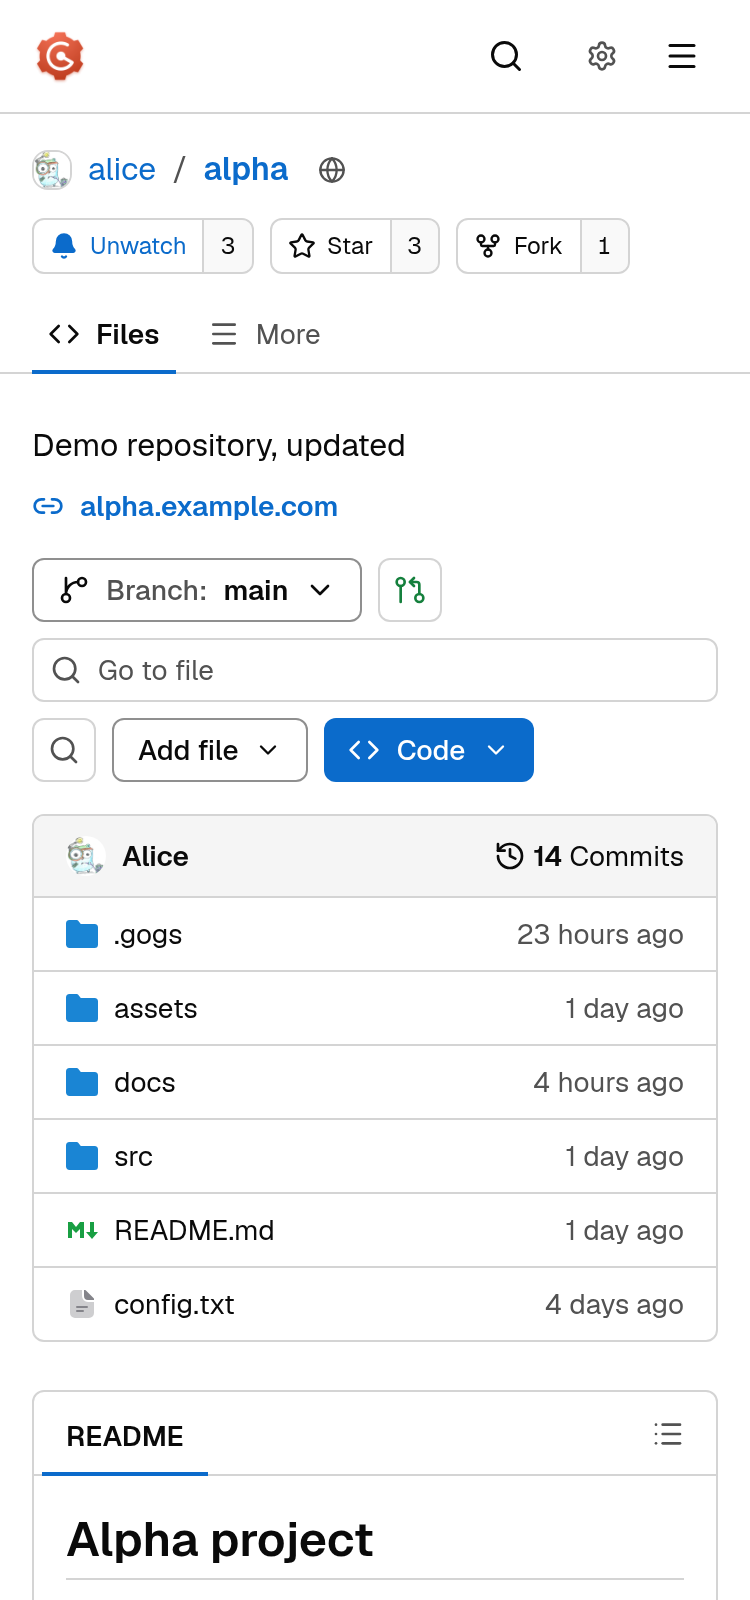 alice / alpha
Unwatch 3 Star 3 Fork 1
Files More
Demo repository, updated
alpha.example.com
Branch: main
Go to file
Add file Code
Alice 14 Commits
.gogs 23 hours ago
assets 1 day ago
docs 4 hours ago
src 1 day ago
README.md 1 day ago
config.txt 4 days ago
README
Alpha project